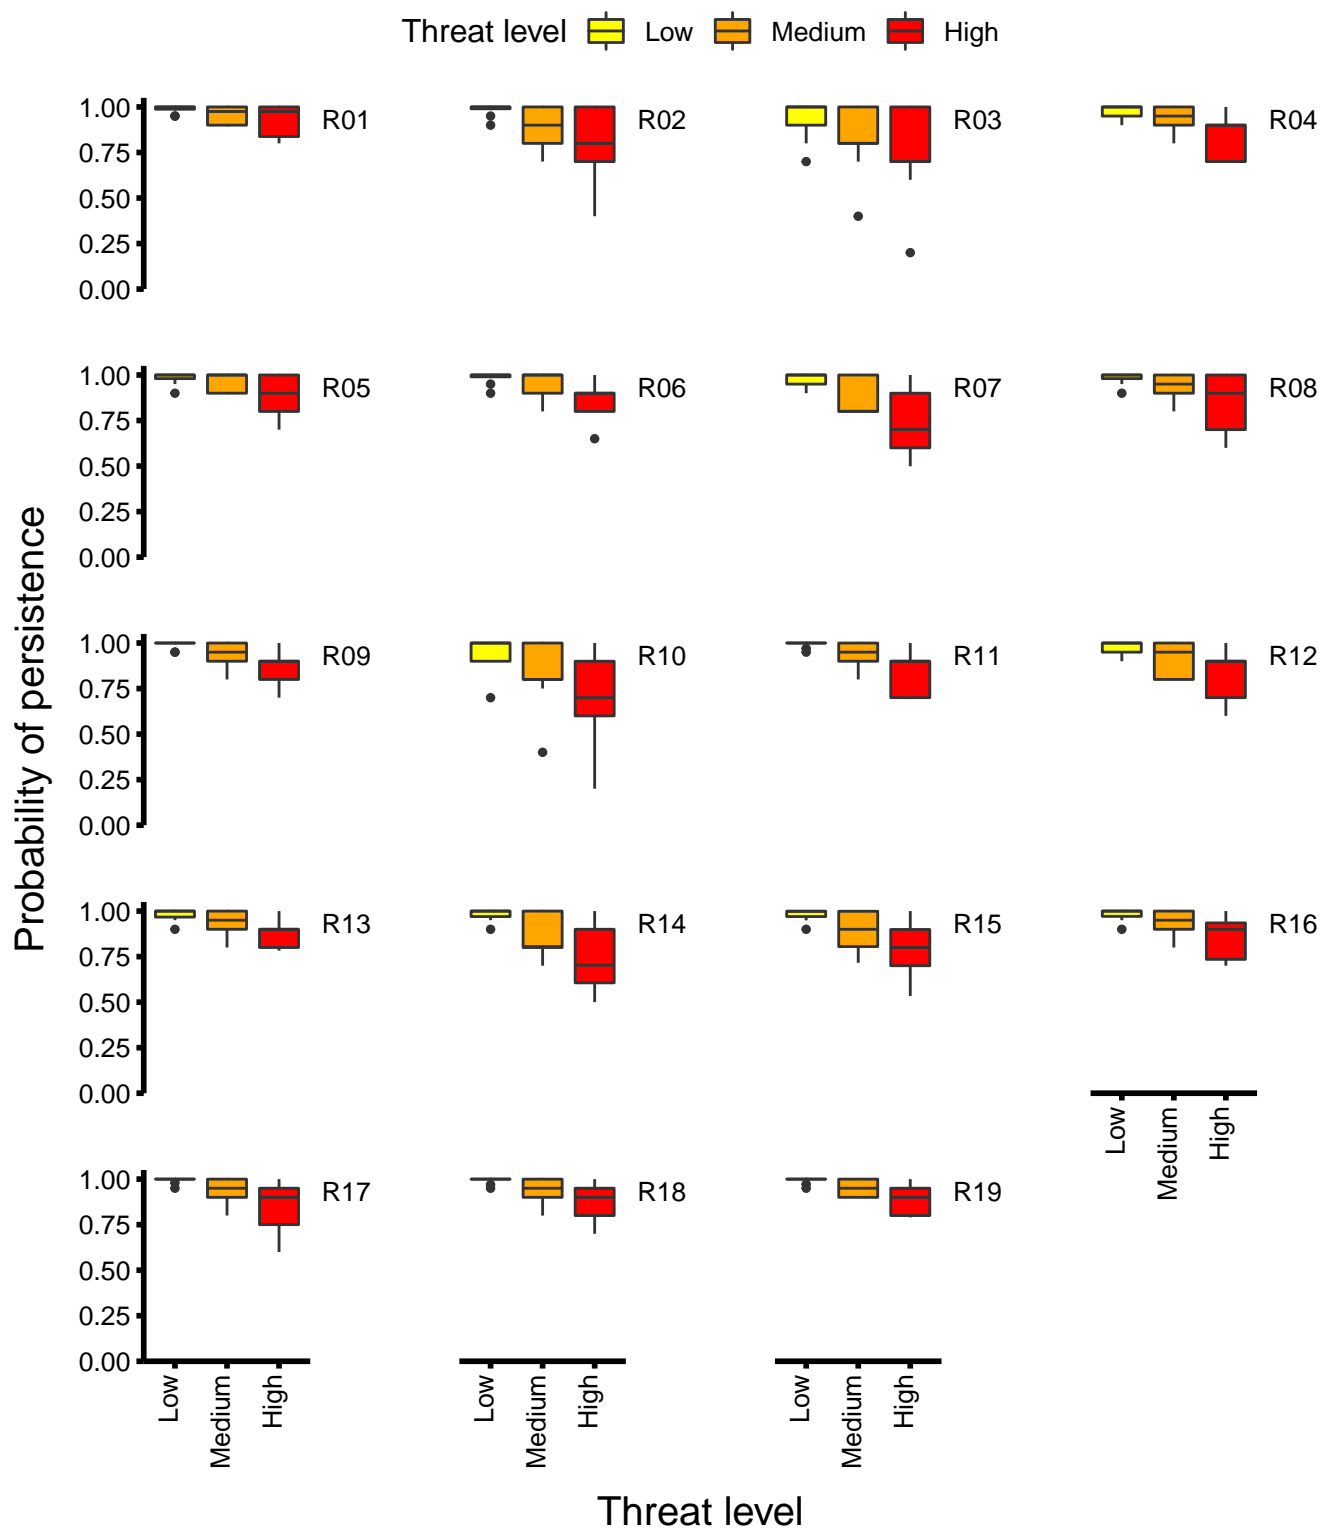 Threat level Low Medium High
1.00
0.75
0.50
0.25
0.00
R01
R02
R03
R04
1.00
0.75
0.50
0.25
0.00
R05
R06
R07
R08
Probability of persistence
1.00
0.75
0.50
0.25
0.00
R09
R10
R11
R12
1.00
0.75
0.50
0.25
0.00
R13
R14
R15
R16
Low
Medium
High
1.00
0.75
0.50
0.25
0.00
R17
R18
R19
Low
Medium
High
Low
Medium
High
Low
Medium
High
Threat level